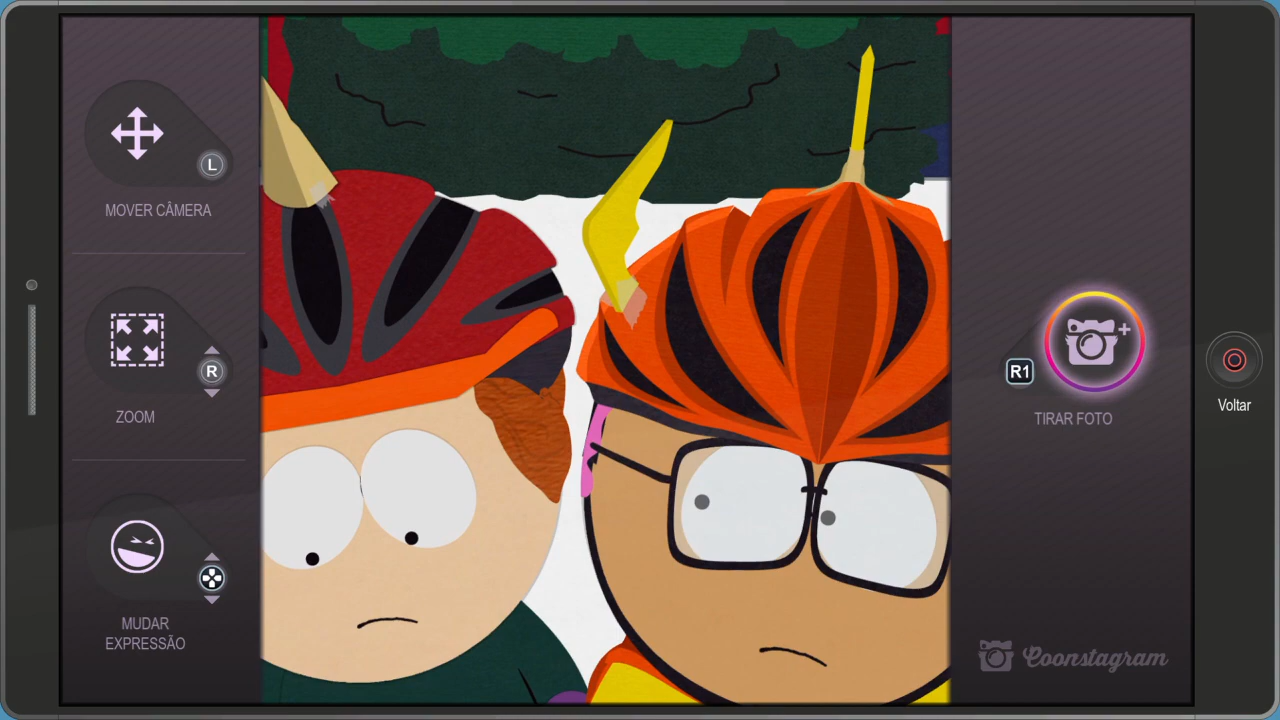 L
MOVER CÂMERA
R
ZOOM
MUDAR
EXPRESSÃO
R1
TIRAR FOTO
Voltar
Coonstagram